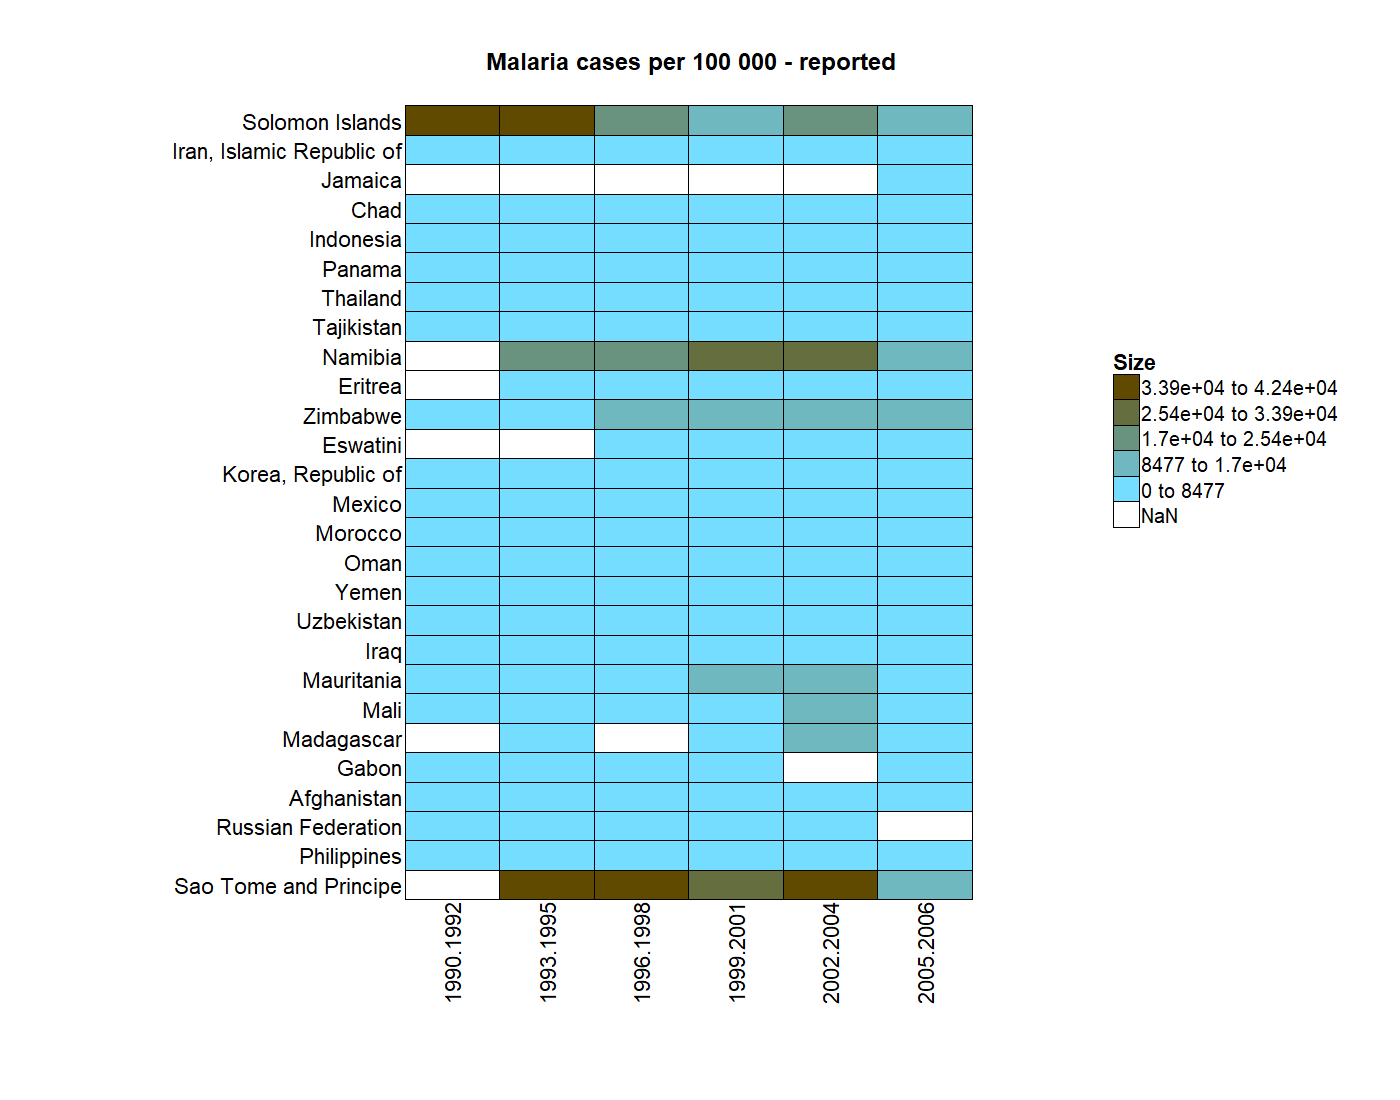 Malaria cases per 100 000 - reported
Solomon Islands
Iran, Islamic Republic of
Jamaica
Chad
Indonesia
Panama
Thailand
Tajikistan
Namibia
Eritrea
Zimbabwe
Eswatini
Korea, Republic of
Mexico
Morocco
Oman
Yemen
Uzbekistan
Iraq
Mauritania
Mali
Madagascar
Gabon
Afghanistan
Russian Federation
Philippines
Sao Tome and Principe
1990.1992
1993.1995
1996.1998
1999.2001
2002.2004
2005.2006
Size
3.39e+04 to 4.24e+04
2.54e+04 to 3.39e+04
1.7e+04 to 2.54e+04
8477 to 1.7e+04
0 to 8477
NaN